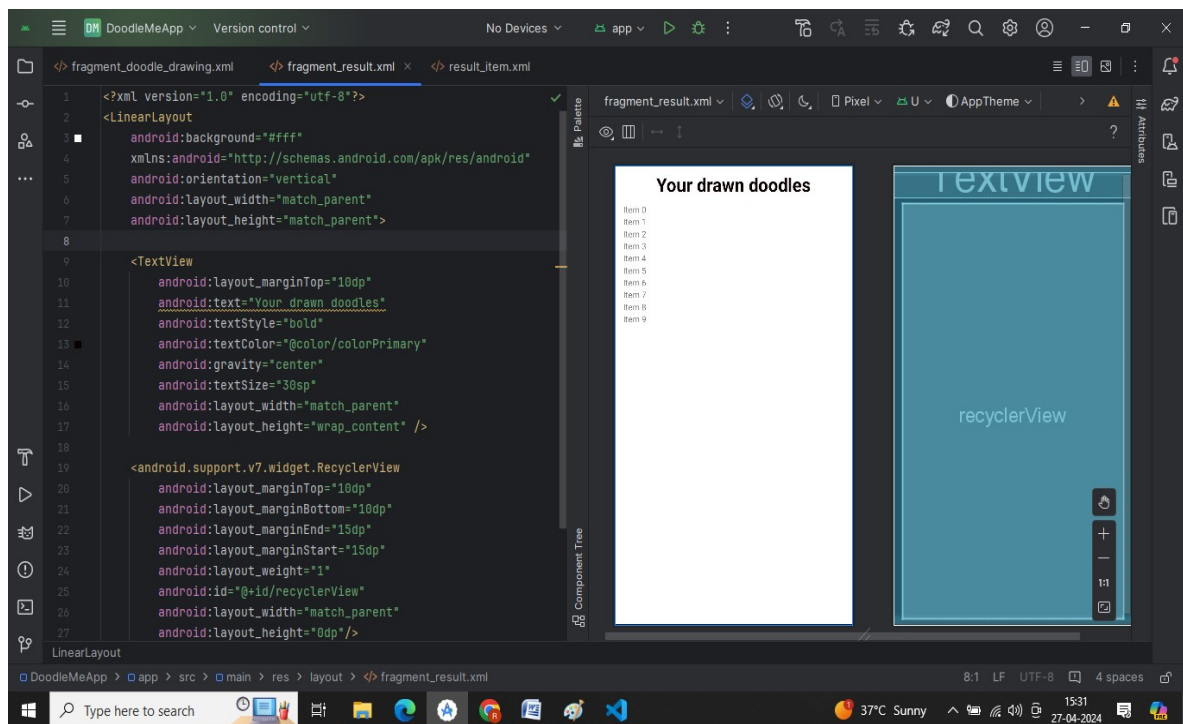 DM DoodleMeApp Version control No Devices app
fragment_doodle_drawing.xml fragment_result.xml result_item.xml
1 <?xml version="1.0" encoding="utf-8"?>
2 <LinearLayout
3 android:background="#fff"
4 xmlns:android="http://schemas.android.com/apk/res/android"
5 android:orientation="vertical"
6 android:layout_width="match_parent"
7 android:layout_height="match_parent">
8
9 <TextView
10 android:layout_marginTop="10dp"
11 android:text="Your drawn doodles"
12 android:textStyle="bold"
13 android:textColor="@color/colorPrimary"
14 android:gravity="center"
15 android:textSize="30sp"
16 android:layout_width="match_parent"
17 android:layout_height="wrap_content" />
18
19 <android.support.v7.widget.RecyclerView
20 android:layout_marginTop="10dp"
21 android:layout_marginBottom="10dp"
22 android:layout_marginEnd="15dp"
23 android:layout_marginStart="15dp"
24 android:layout_weight="1"
25 android:id="@+id/recyclerView"
26 android:layout_width="match_parent"
27 android:layout_height="0dp"/>
LinearLayout
Palette
Component Tree
fragment_result.xml Pixel U AppTheme
?
Attributes
Your drawn doodles
Item 0
Item 1
Item 2
Item 3
Item 4
Item 5
Item 6
Item 7
Item 8
Item 9
TextView
recyclerView
1:1
DoodleMeApp > app > src > main > res > layout > fragment_result.xml
8:1 LF UTF-8 4 spaces
Type here to search
37°C Sunny
15:31
27-04-2024
PRE